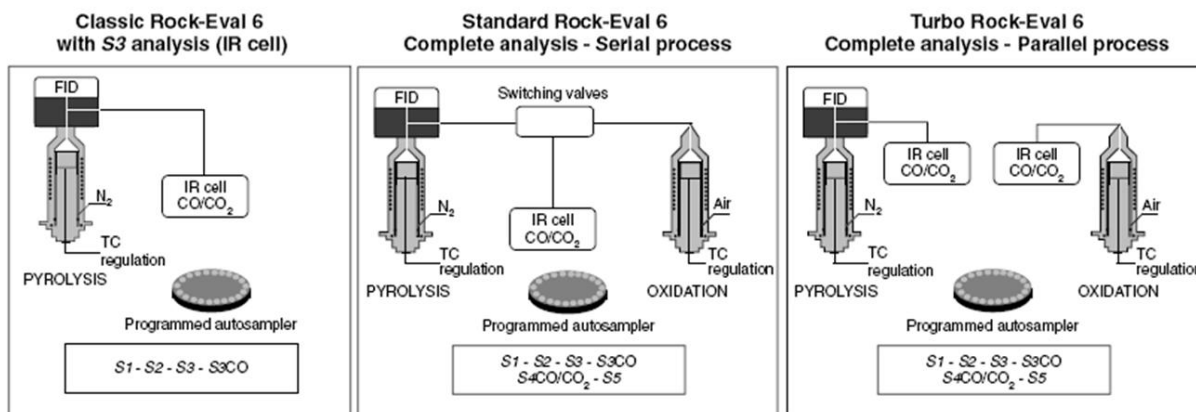 Classic Rock-Eval 6
with S3 analysis (IR cell)
FID
IR cell
CO/CO₂
N₂
TC
regulation
PYROLYSIS
Programmed autosampler
S1 - S2 - S3 - S3CO
Standard Rock-Eval 6
Complete analysis - Serial process
FID
Switching valves
IR cell
CO/CO₂
N₂
Air
TC
regulation
TC
regulation
PYROLYSIS
OXIDATION
Programmed autosampler
S1 - S2 - S3 - S3CO
S4CO/CO₂ - S5
Turbo Rock-Eval 6
Complete analysis - Parallel process
FID
IR cell
CO/CO₂
IR cell
CO/CO₂
N₂
Air
TC
regulation
TC
regulation
PYROLYSIS
OXIDATION
Programmed autosampler
S1 - S2 - S3 - S3CO
S4CO/CO₂ - S5